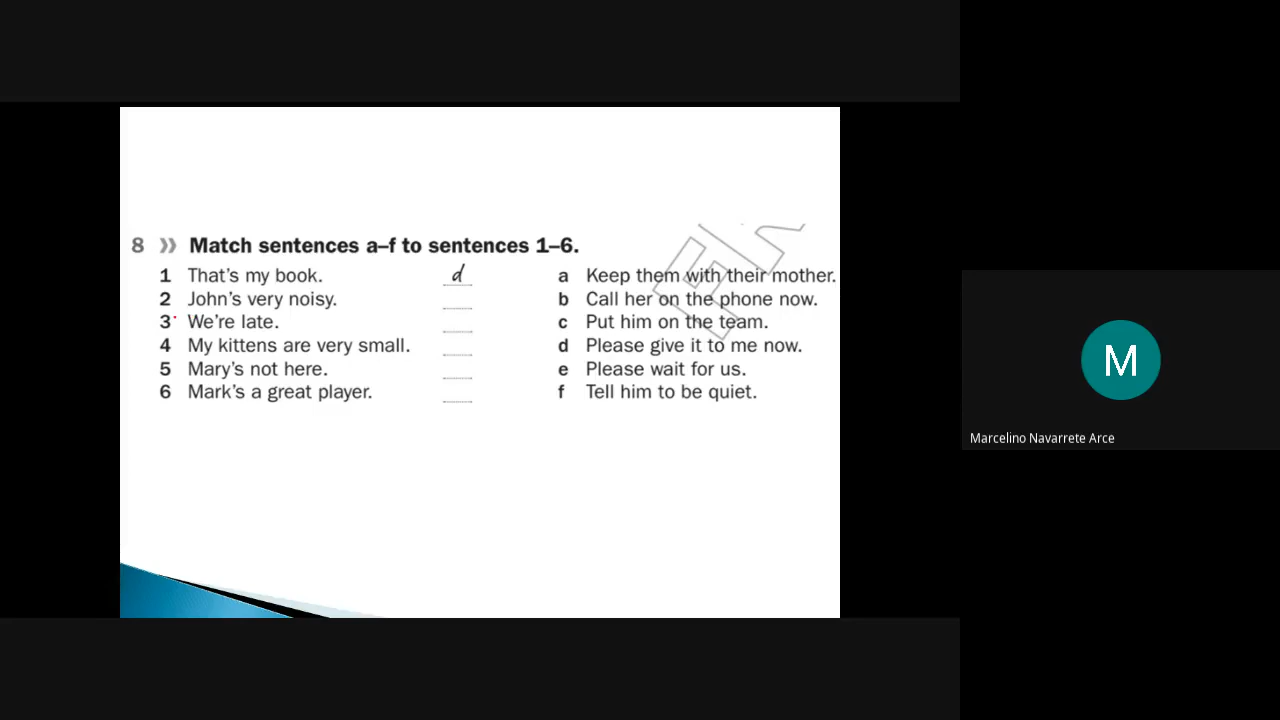 8 » Match sentences a–f to sentences 1–6.
1 That's my book. d a Keep them with their mother.
2 John's very noisy. b Call her on the phone now.
3 We're late. c Put him on the team.
4 My kittens are very small. d Please give it to me now.
5 Mary's not here. e Please wait for us.
6 Mark's a great player. f Tell him to be quiet.
M
Marcelino Navarrete Arce